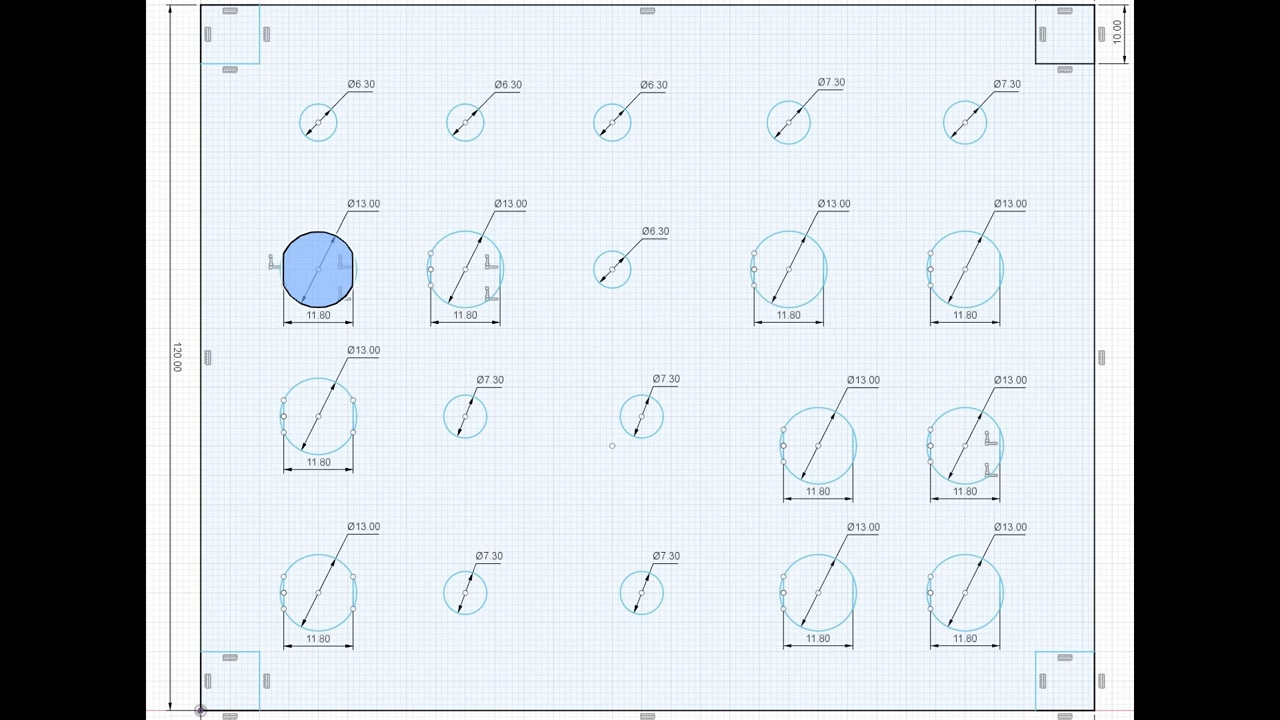 10.00
Ø6.30 Ø6.30 Ø6.30 Ø7.30 Ø7.30
Ø13.00 Ø13.00 Ø6.30 Ø13.00 Ø13.00
11.80 11.80 11.80 11.80
120.00
Ø13.00 Ø7.30 Ø7.30 Ø13.00 Ø13.00
11.80 11.80 11.80
Ø13.00 Ø7.30 Ø7.30 Ø13.00 Ø13.00
11.80 11.80 11.80